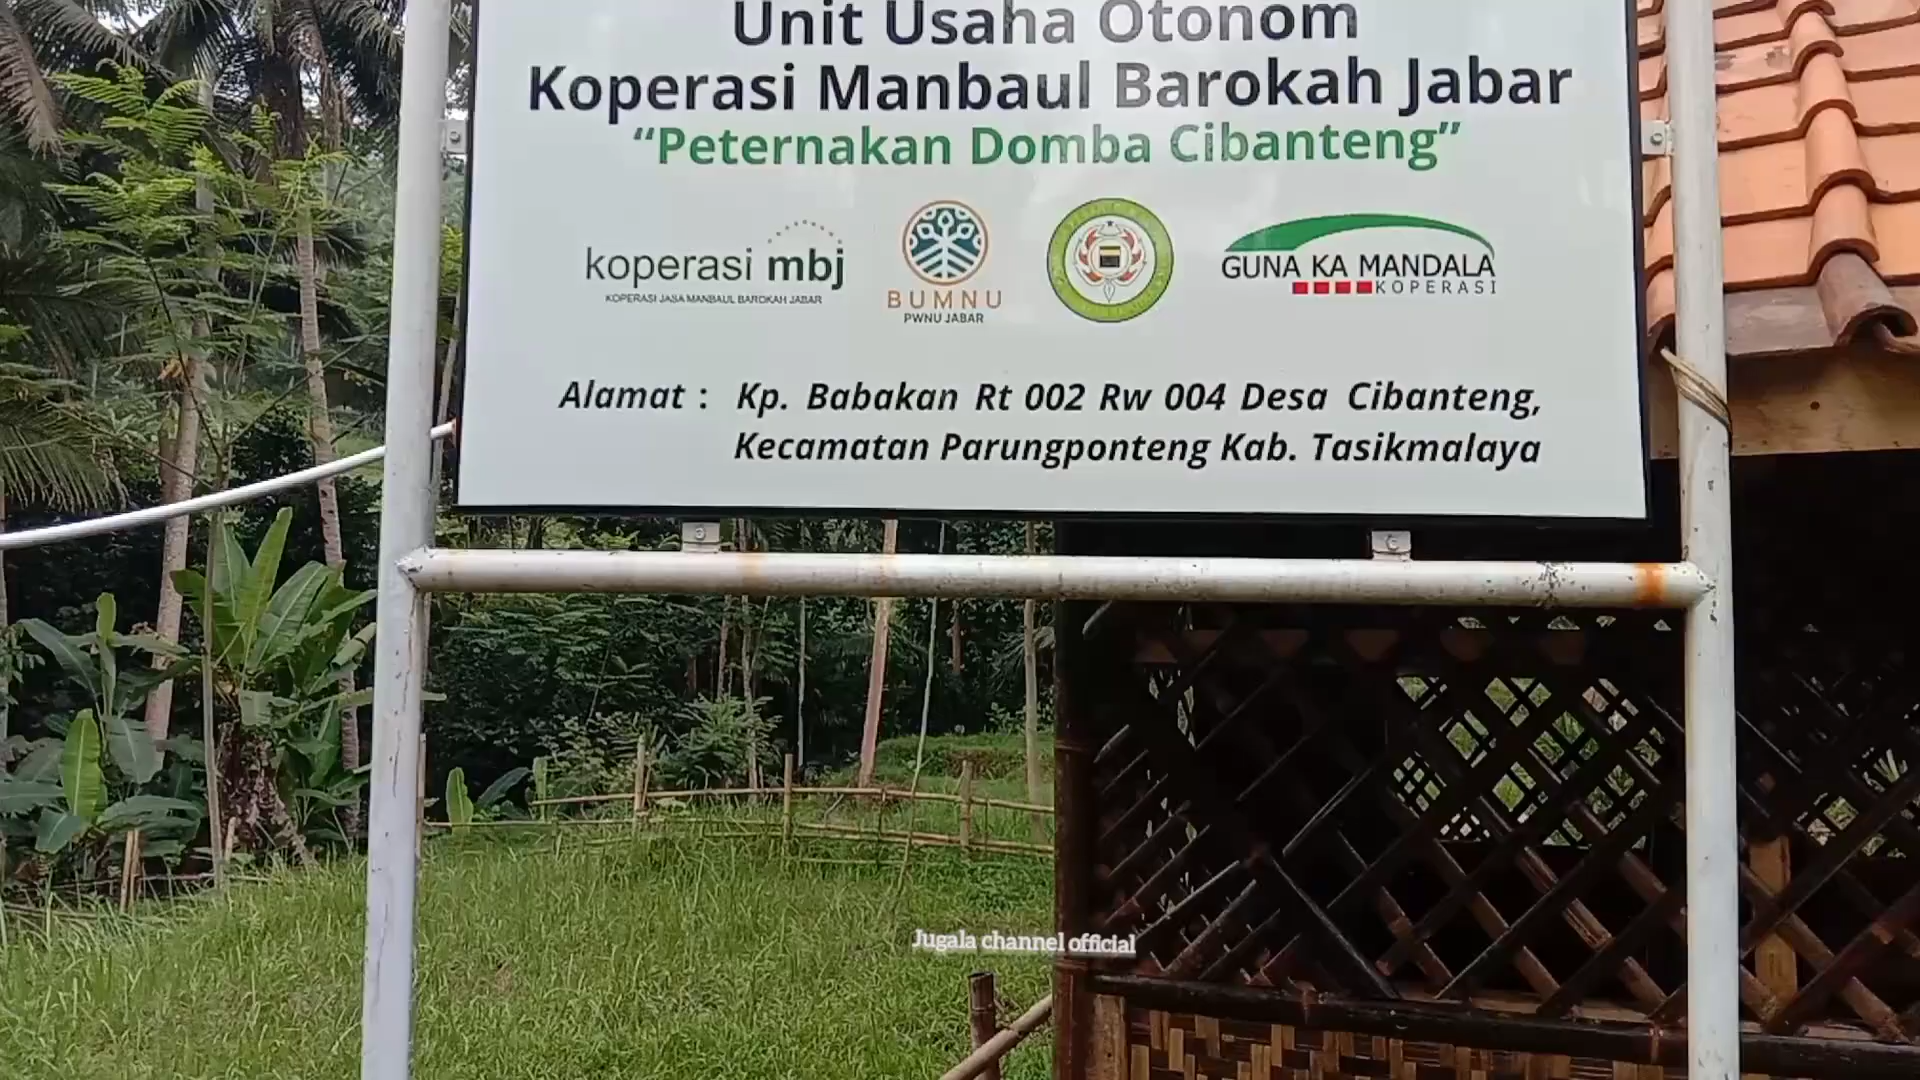 Unit Usaha Otonom
Koperasi Manbaul Barokah Jabar
“Peternakan Domba Cibanteng”
koperasi mbj
KOPERASI JASA MANBAUL BAROKAH JABAR
BUMNU
PWNU JABAR
GUNA KA MANDALA
KOPERASI
Alamat : Kp. Babakan Rt 002 Rw 004 Desa Cibanteng,
Kecamatan Parungponteng Kab. Tasikmalaya
Jugala channel official